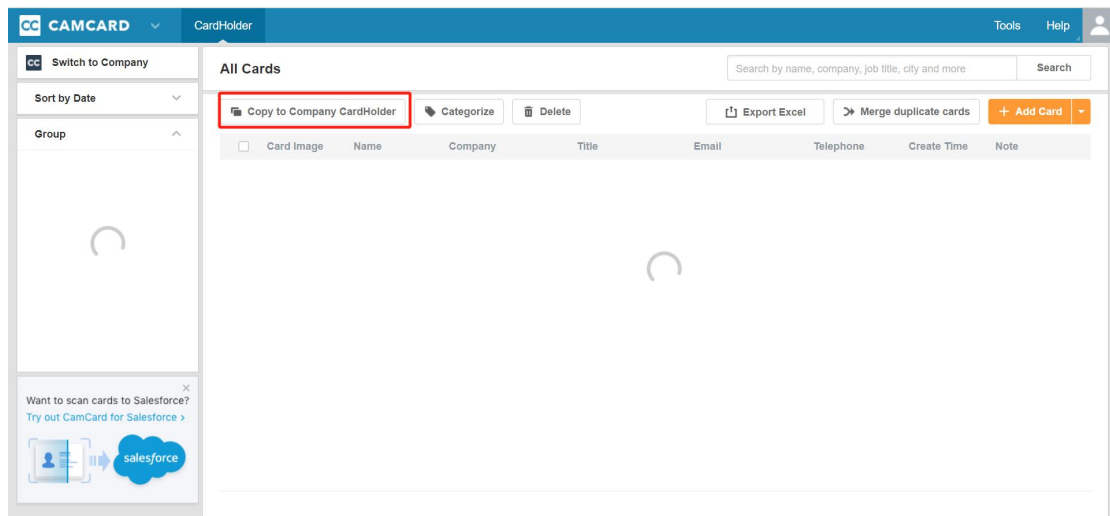 CC CAMCARD CardHolder Tools Help
CC Switch to Company
Sort by Date
Group
Want to scan cards to Salesforce?
Try out CamCard for Salesforce >
salesforce
All Cards
Search by name, company, job title, city and more Search
Copy to Company CardHolder Categorize Delete Export Excel Merge duplicate cards + Add Card
Card Image Name Company Title Email Telephone Create Time Note